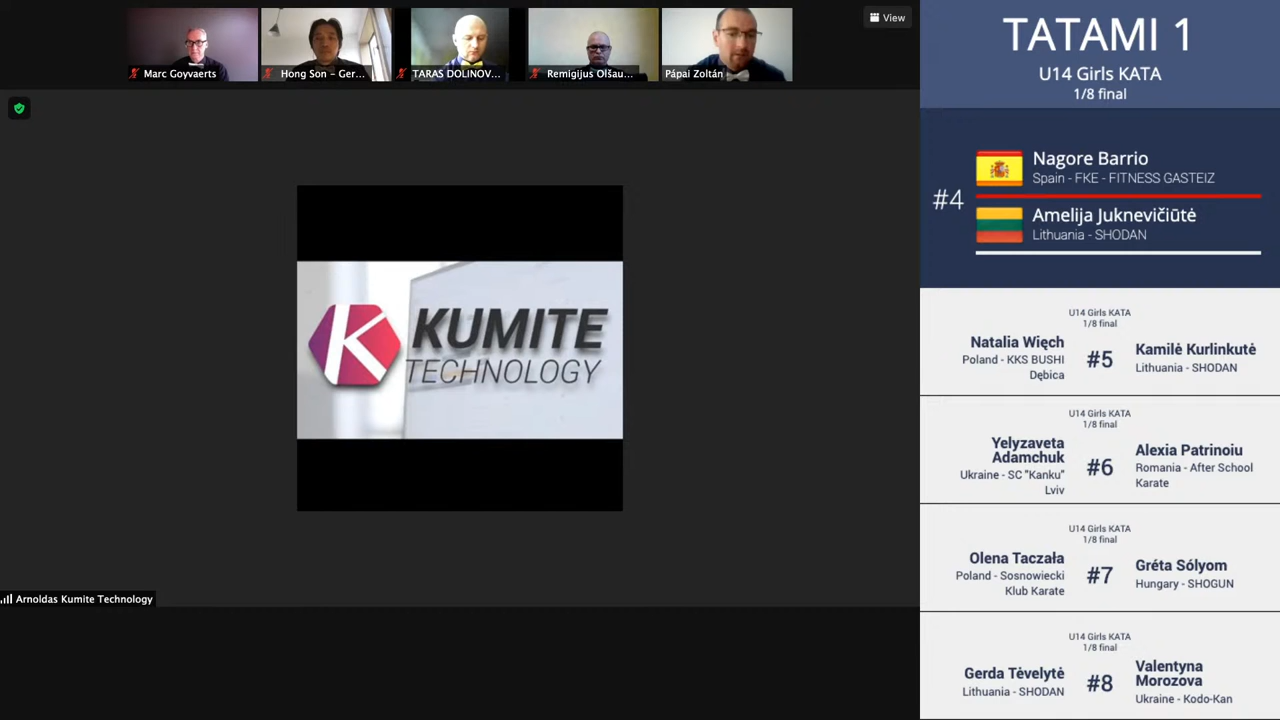 View
Marc Goyvaerts
Hong Son – Ger...
TARAS DOLINOV...
Remigijus Olšau...
Pápai Zoltán
K KUMITE
TECHNOLOGY
Arnoldas Kumite Technology
TATAMI 1
U14 Girls KATA
1/8 final
#4
Nagore Barrio
Spain - FKE - FITNESS GASTEIZ
Amelija Juknevičiūtė
Lithuania - SHODAN
U14 Girls KATA
1/8 final
Natalia Więch
Poland - KKS BUSHI
Dębica
#5
Kamilė Kurlinkutė
Lithuania - SHODAN
U14 Girls KATA
1/8 final
Yelyzaveta
Adamchuk
Ukraine - SC "Kanku"
Lviv
#6
Alexia Patrinoiu
Romania - After School
Karate
U14 Girls KATA
1/8 final
Olena Taczała
Poland - Sosnowiecki
Klub Karate
#7
Gréta Sólyom
Hungary - SHOGUN
U14 Girls KATA
1/8 final
Gerda Tėvelytė
Lithuania - SHODAN
#8
Valentyna
Morozova
Ukraine - Kodo-Kan